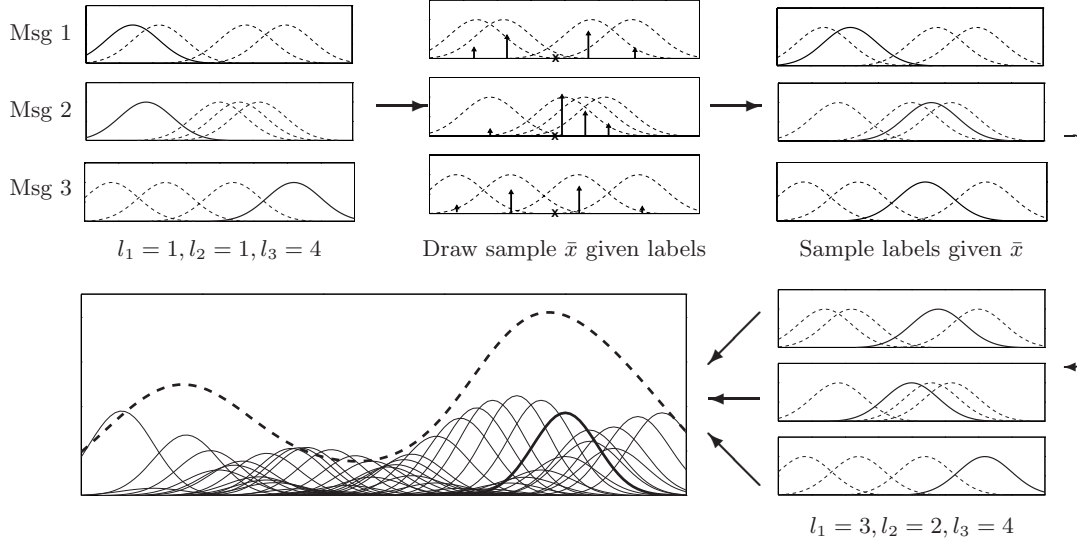 Msg 1
Msg 2
Msg 3
x
x
x
l₁ = 1, l₂ = 1, l₃ = 4
Draw sample x̄ given labels
Sample labels given x̄
l₁ = 3, l₂ = 2, l₃ = 4